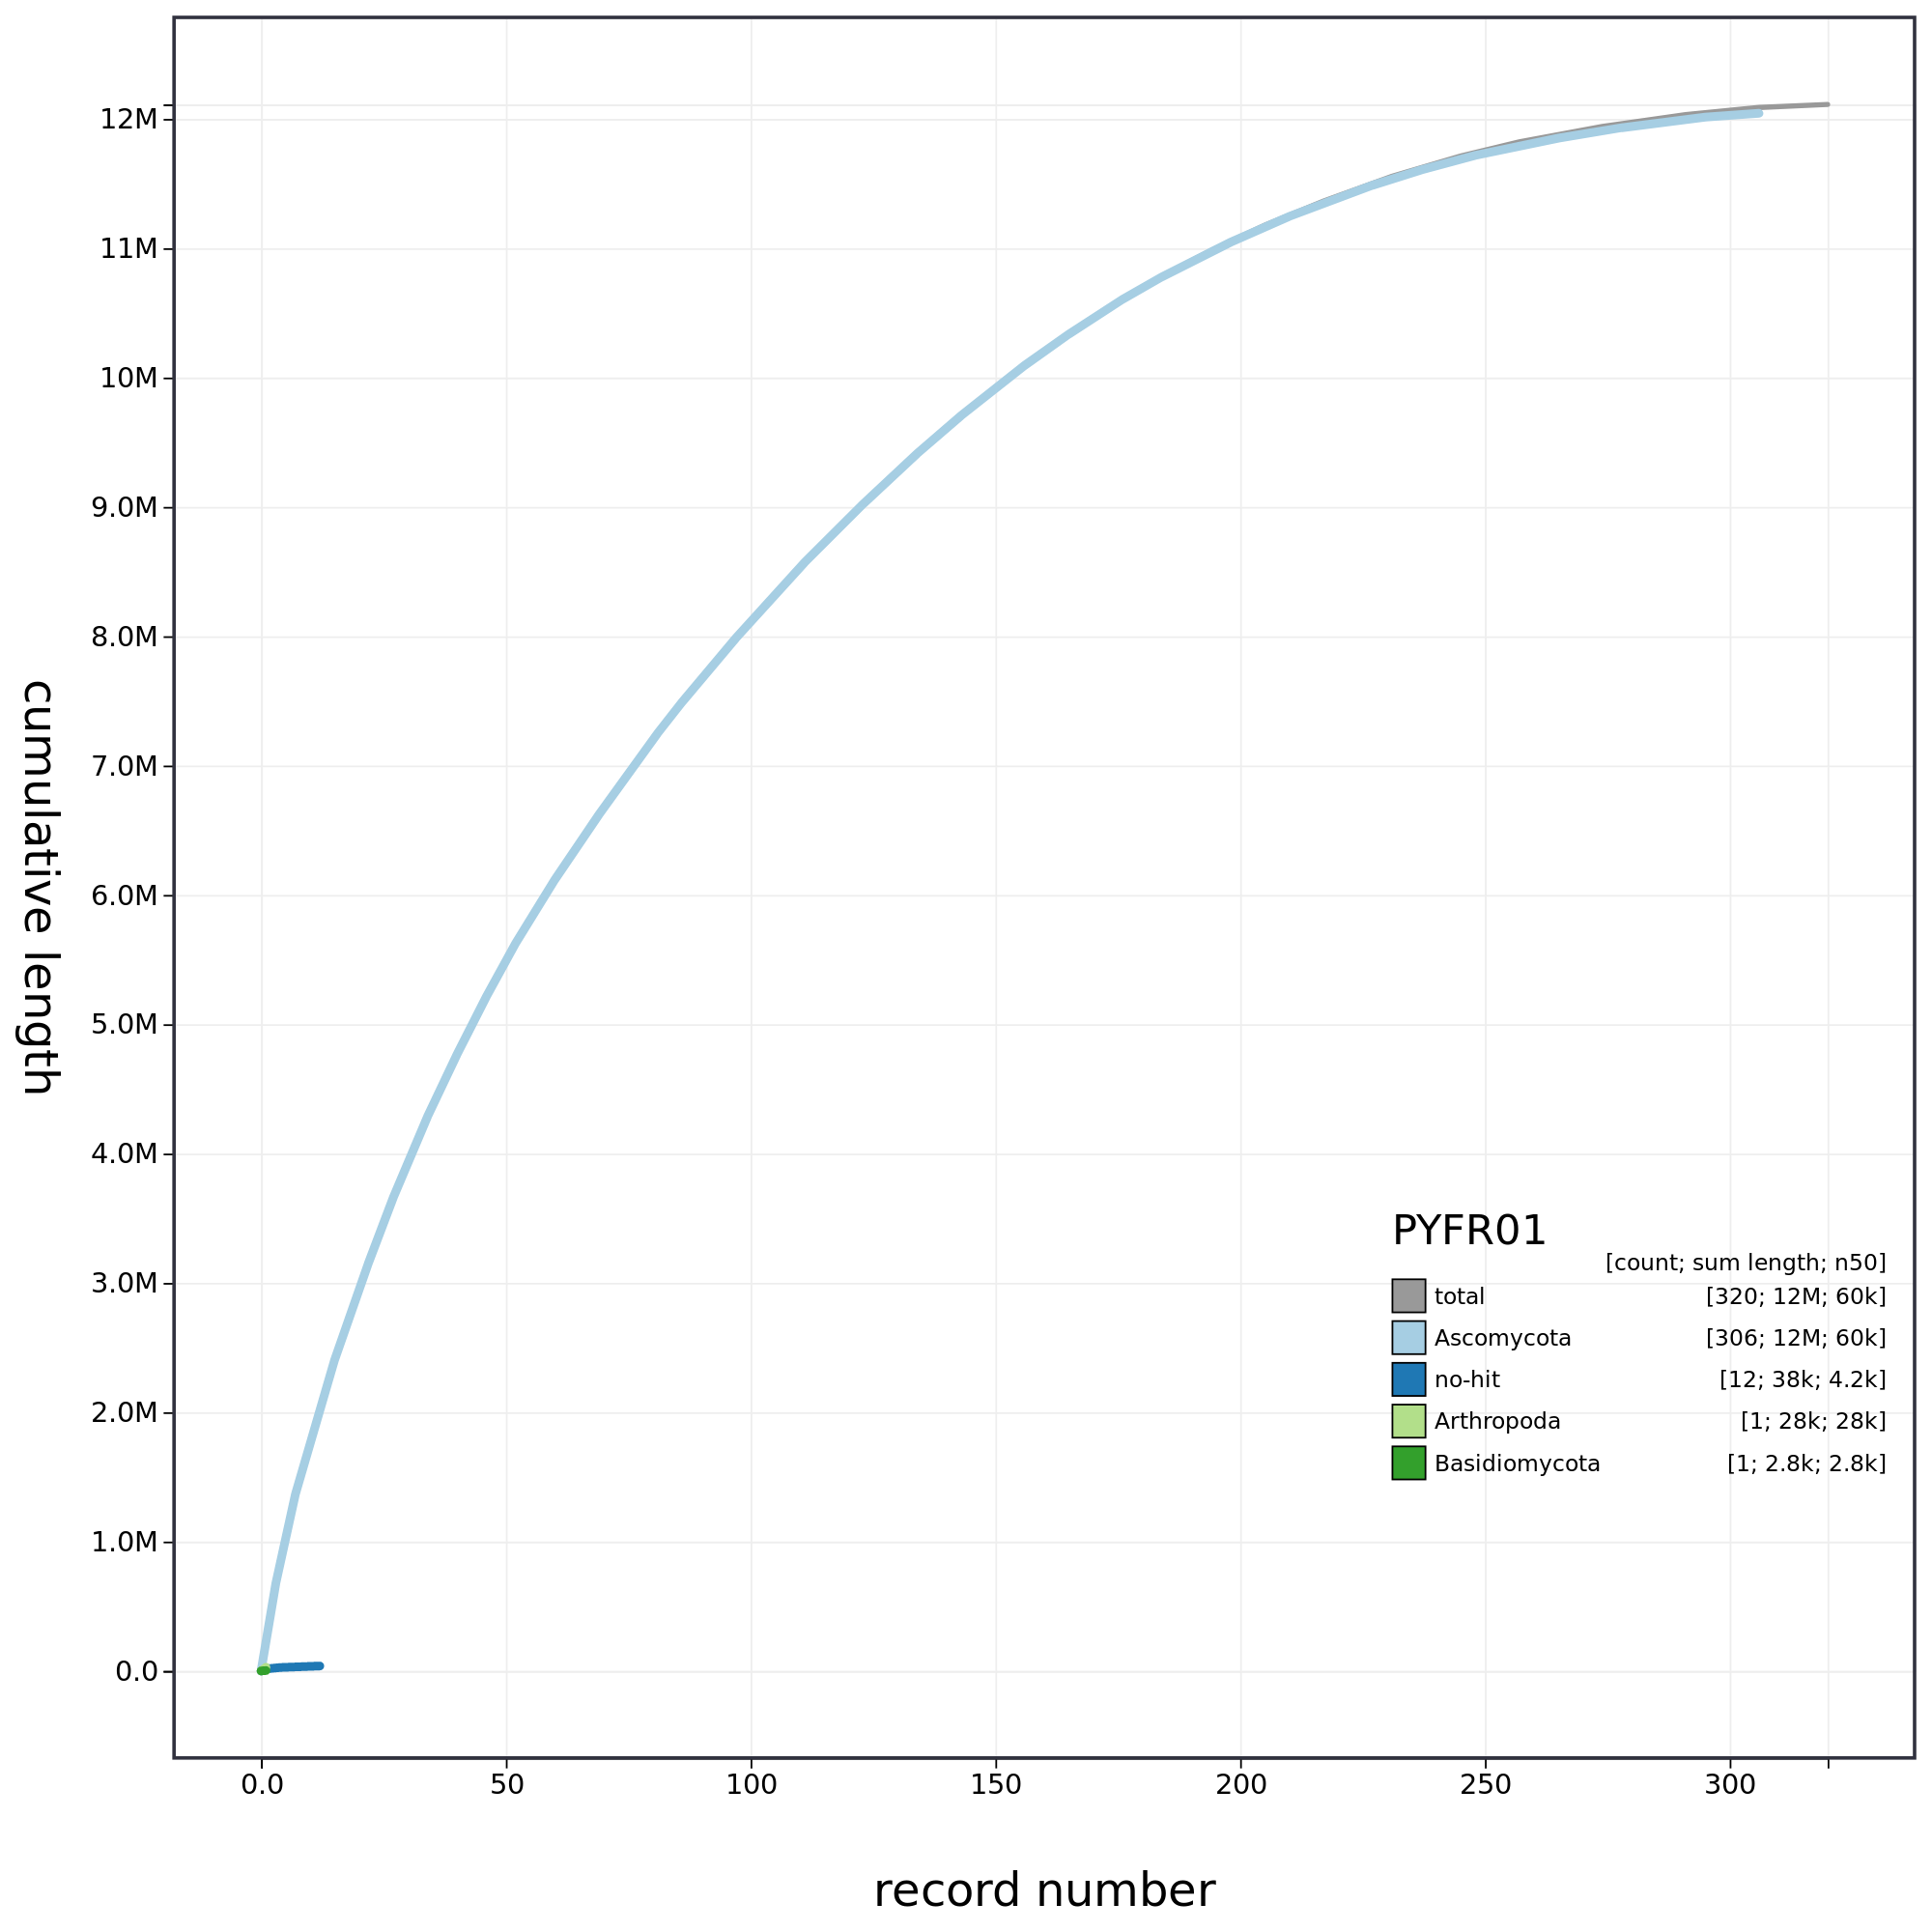 12M
11M
10M
9.0M
8.0M
7.0M
6.0M
5.0M
4.0M
3.0M
2.0M
1.0M
0.0
cumulative length
PYFR01
[count; sum length; n50]
total [320; 12M; 60k]
Ascomycota [306; 12M; 60k]
no-hit [12; 38k; 4.2k]
Arthropoda [1; 28k; 28k]
Basidiomycota [1; 2.8k; 2.8k]
0.0 50 100 150 200 250 300
record number